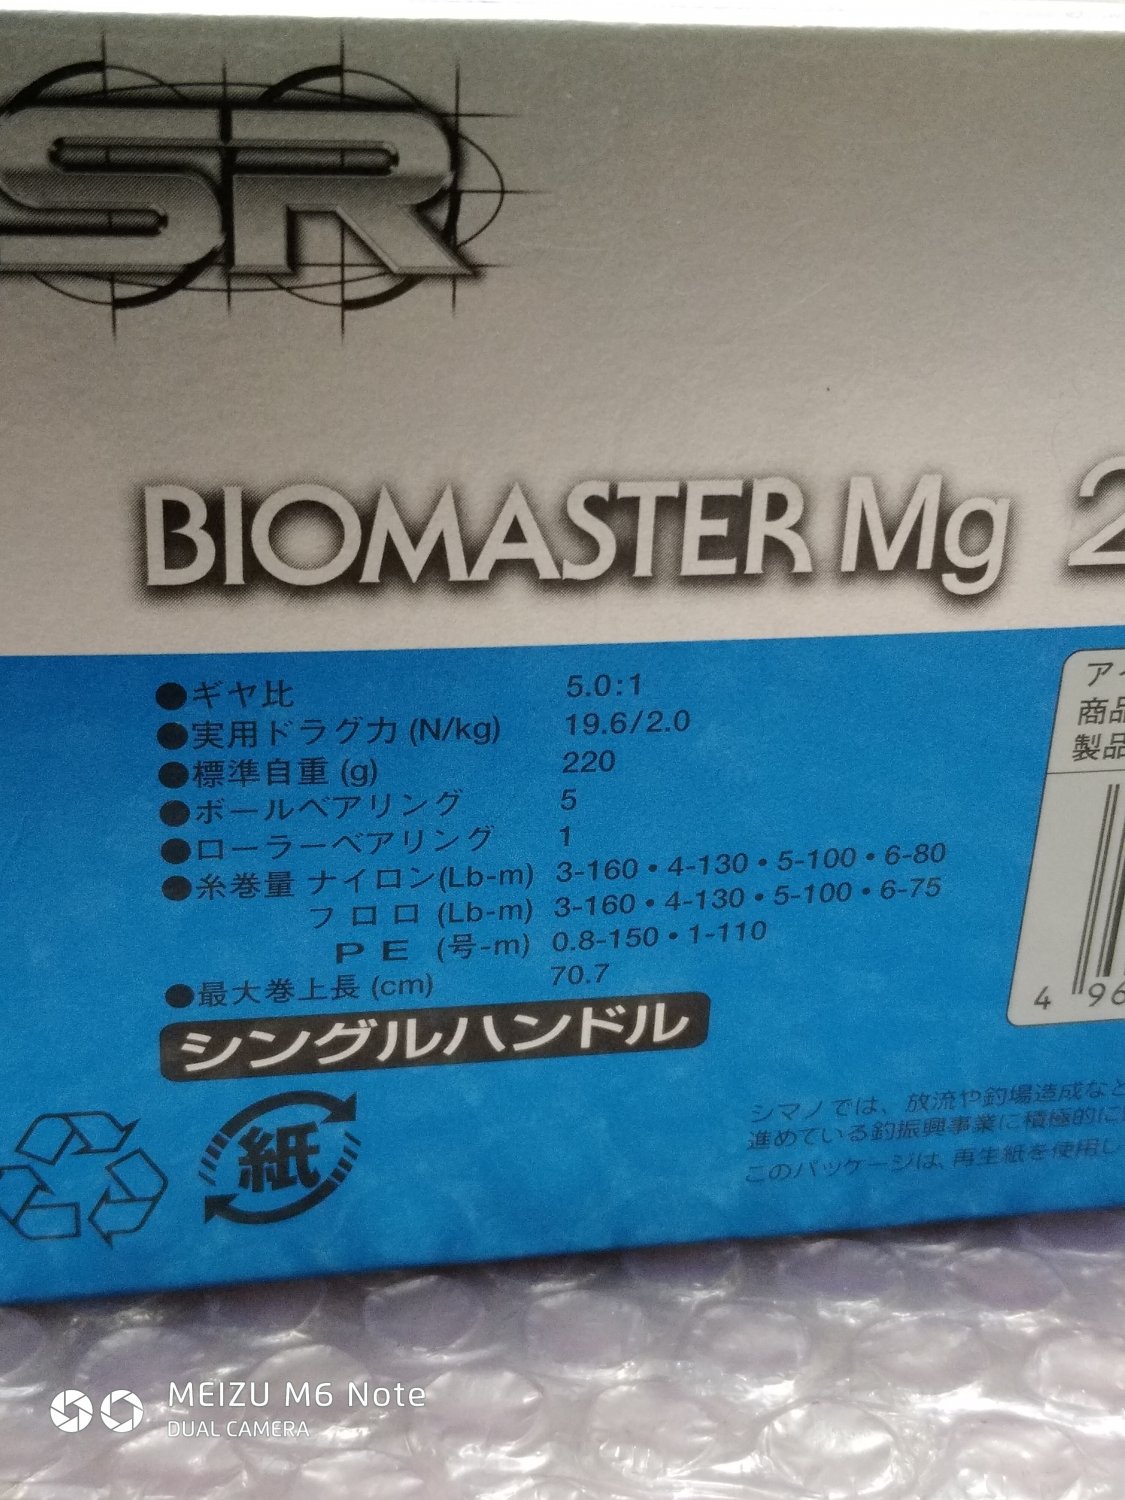 SR
BIOMASTER Mg 2
●ギヤ比 5.0:1
●実用ドラグ力 (N/kg) 19.6/2.0
●標準自重 (g) 220
●ボールベアリング 5
●ローラーベアリング 1
●糸巻量 ナイロン(Lb-m) 3-160・4-130・5-100・6-80
フロロ (Lb-m) 3-160・4-130・5-100・6-75
PE (号-m) 0.8-150・1-110
●最大巻上長 (cm) 70.7
シングルハンドル
紙
ア
商品
製品
4 96
シマノでは、放流や釣場造成など
進めている釣振興事業に積極的に
このパッケージは、再生紙を使用し
MEIZU M6 Note
DUAL CAMERA